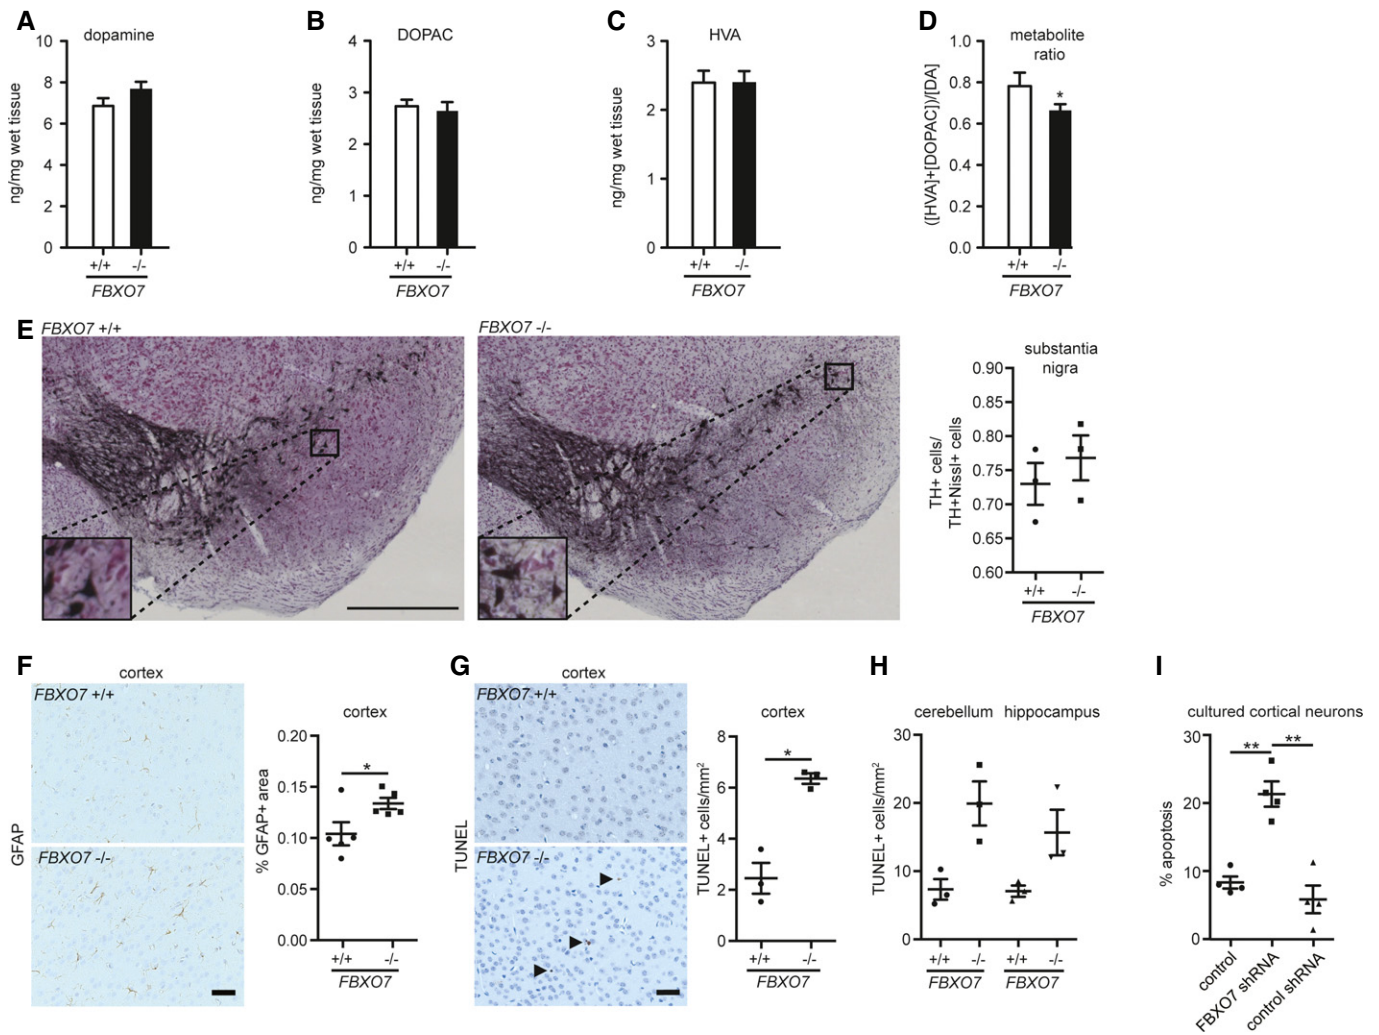 A
dopamine
10
8
6
4
2
0
ng/mg wet tissue
+/+ -/-
FBXO7
B
DOPAC
4
3
2
1
0
ng/mg wet tissue
+/+ -/-
FBXO7
C
HVA
3
2
1
0
ng/mg wet tissue
+/+ -/-
FBXO7
D
metabolite
ratio
1.0
0.8
0.6
0.4
0.2
0.0
([HVA]+[DOPAC])/[DA]
*
+/+ -/-
FBXO7
E
FBXO7 +/+
FBXO7 -/-
substantia
nigra
0.90
0.85
0.80
0.75
0.70
0.65
0.60
TH+ cells/
TH+Nissl+ cells
+/+ -/-
FBXO7
F
cortex
FBXO7 +/+
FBXO7 -/-
GFAP
cortex
0.20
0.15
0.10
0.05
0.00
% GFAP+ area
*
+/+ -/-
FBXO7
G
cortex
FBXO7 +/+
FBXO7 -/-
TUNEL
cortex
8
6
4
2
0
TUNEL+ cells/mm²
*
+/+ -/-
FBXO7
H
cerebellum hippocampus
30
20
10
0
TUNEL+ cells/mm²
+/+ -/- +/+ -/-
FBXO7 FBXO7
I
cultured cortical neurons
30
20
10
0
% apoptosis
** **
control
FBXO7 shRNA
control shRNA